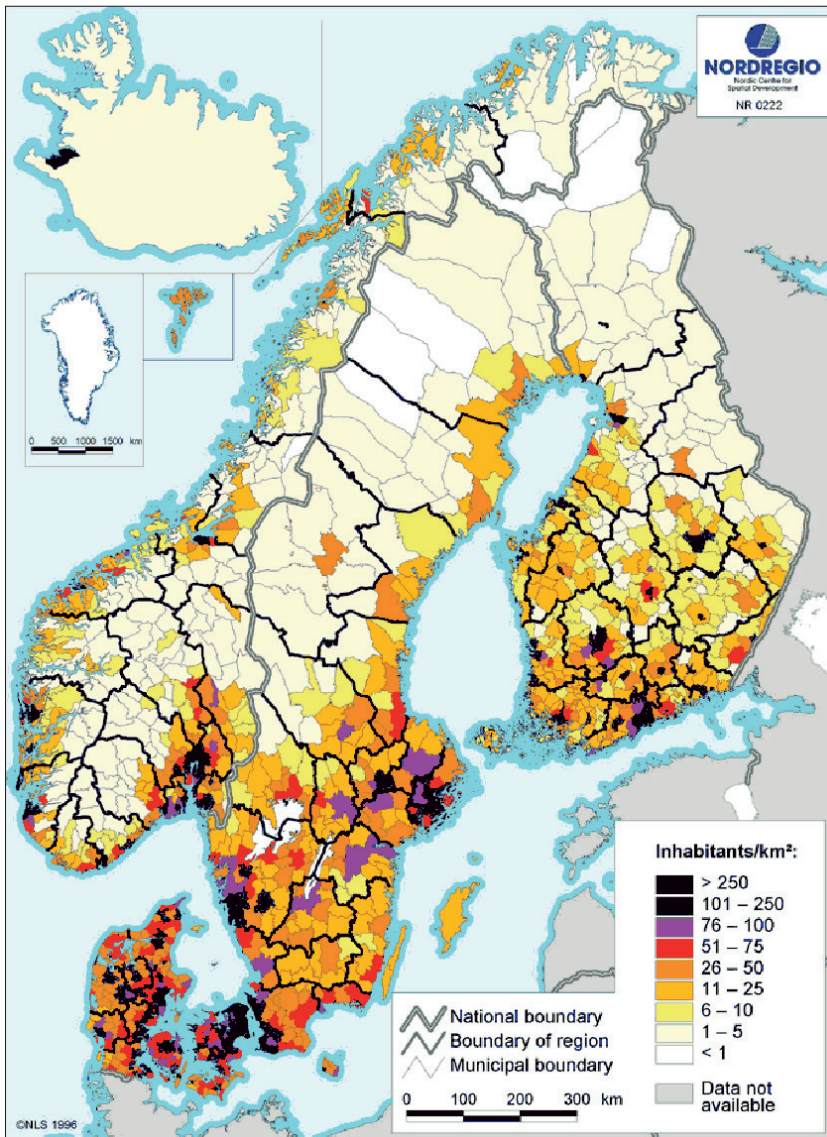 NORDREGIO
Nordic Centre for
Spatial Development
NR 0222
0 500 1000 1500 km
Inhabitants/km²:
> 250
101 – 250
76 – 100
51 – 75
26 – 50
11 – 25
6 – 10
1 – 5
< 1
Data not
available
National boundary
Boundary of region
Municipal boundary
0 100 200 300 km
©NLS 1996